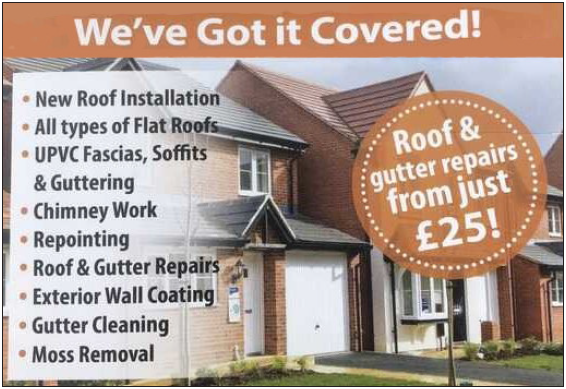 We've Got it Covered!
• New Roof Installation
• All types of Flat Roofs
• UPVC Fascias, Soffits
& Guttering
• Chimney Work
• Repointing
• Roof & Gutter Repairs
• Exterior Wall Coating
• Gutter Cleaning
• Moss Removal
Roof &
gutter repairs
from just
£25!